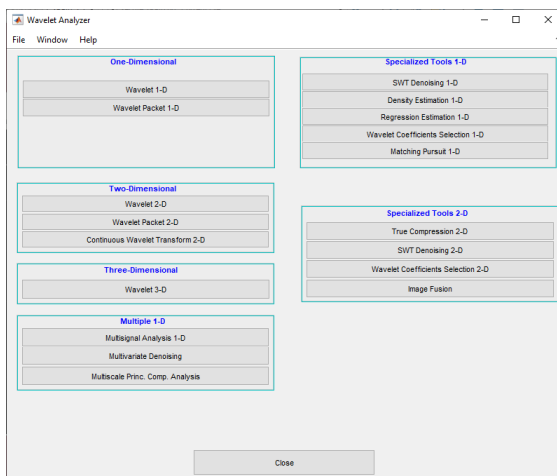 Wavelet Analyzer
File Window Help
One-Dimensional
Wavelet 1-D
Wavelet Packet 1-D
Two-Dimensional
Wavelet 2-D
Wavelet Packet 2-D
Continuous Wavelet Transform 2-D
Three-Dimensional
Wavelet 3-D
Multiple 1-D
Multisignal Analysis 1-D
Multivariate Denoising
Multiscale Princ. Comp. Analysis
Specialized Tools 1-D
SWT Denoising 1-D
Density Estimation 1-D
Regression Estimation 1-D
Wavelet Coefficients Selection 1-D
Matching Pursuit 1-D
Specialized Tools 2-D
True Compression 2-D
SWT Denoising 2-D
Wavelet Coefficients Selection 2-D
Image Fusion
Close